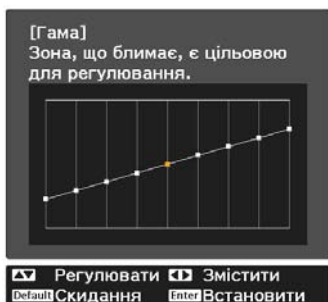 [Гама]
Зона, що блимає, є цільовою
для регулювання.
Регулювати Змістити
Default Скидання Enter Встановити